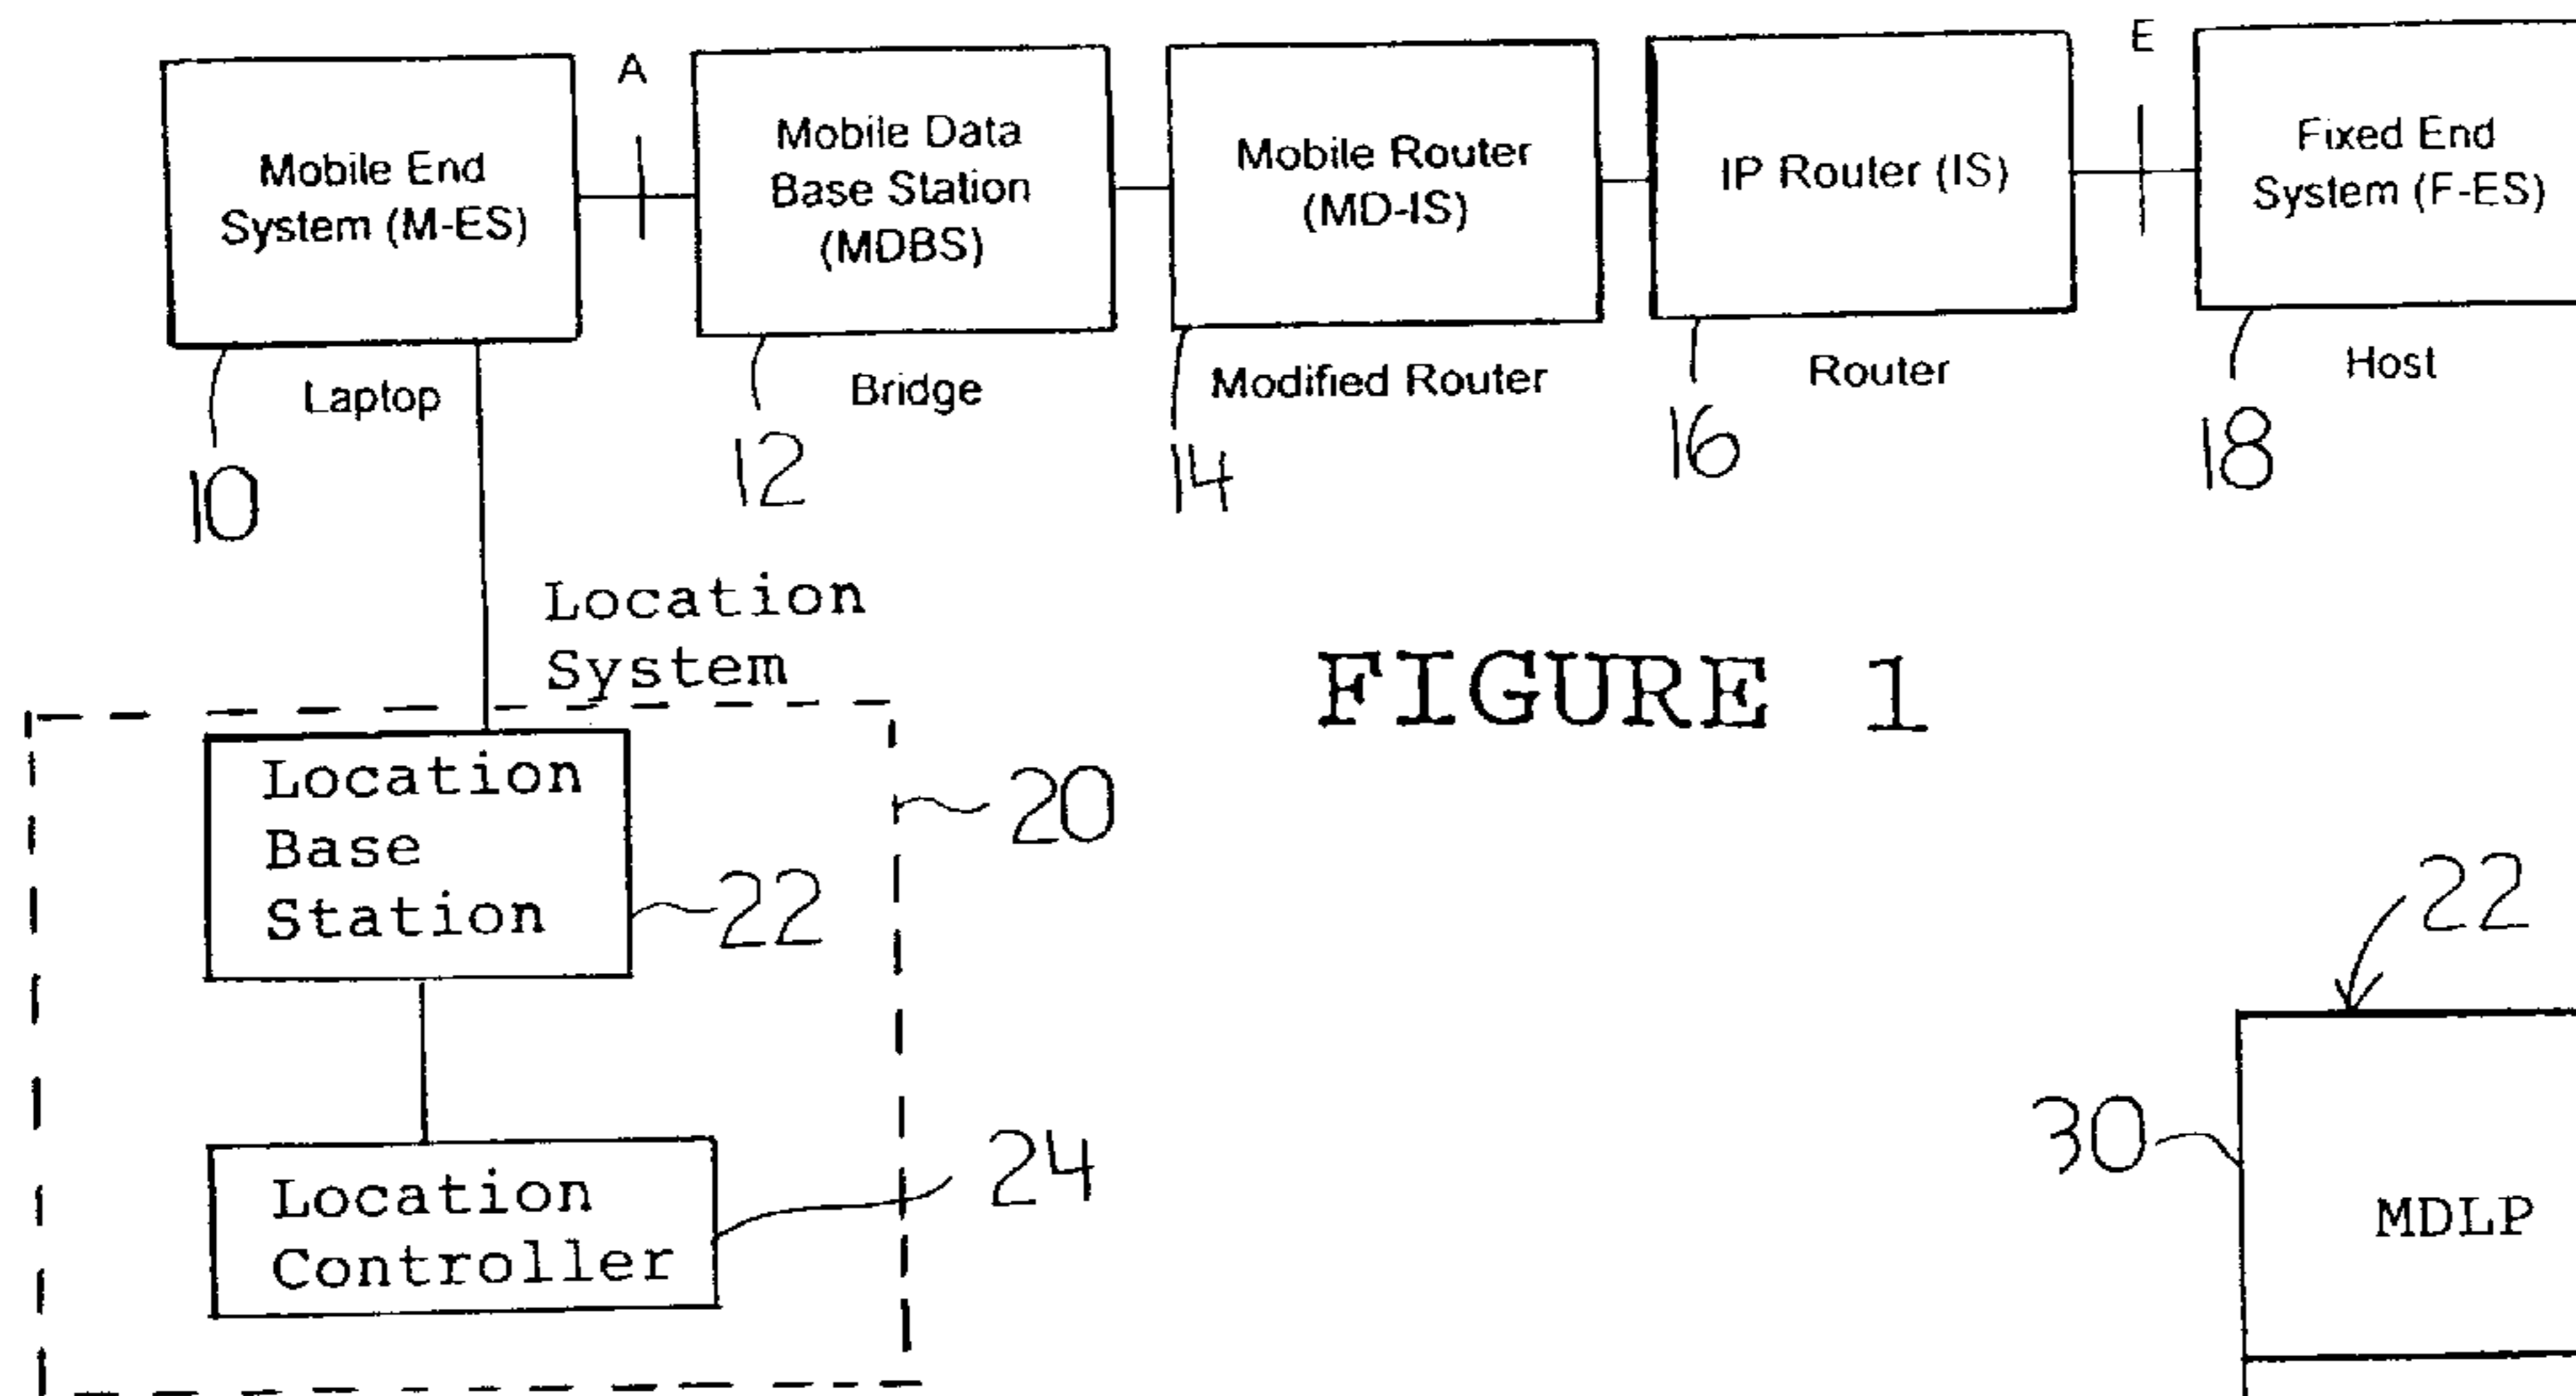 A
E
Mobile End
System (M-ES)
Mobile Data
Base Station
(MDBS)
Mobile Router
(MD-IS)
IP Router (IS)
Fixed End
System (F-ES)
Laptop
Bridge
Modified Router
Router
Host
10
12
14
16
18
Location
System
FIGURE 1
Location
Base
Station
20
22
Location
Controller
24
22
30
MDLP